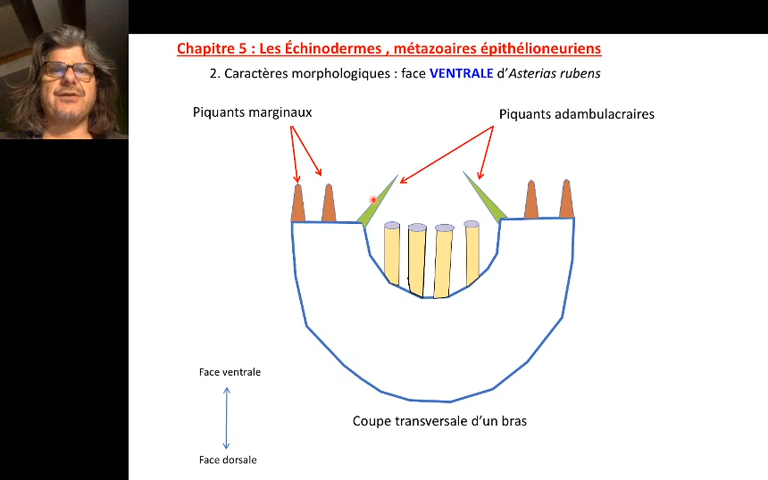 Chapitre 5 : Les Échinodermes , métazoaires épithélioneuriens
2. Caractères morphologiques : face VENTRALE d’Asterias rubens
Piquants marginaux
Piquants adambulacraires
Face ventrale
Face dorsale
Coupe transversale d’un bras